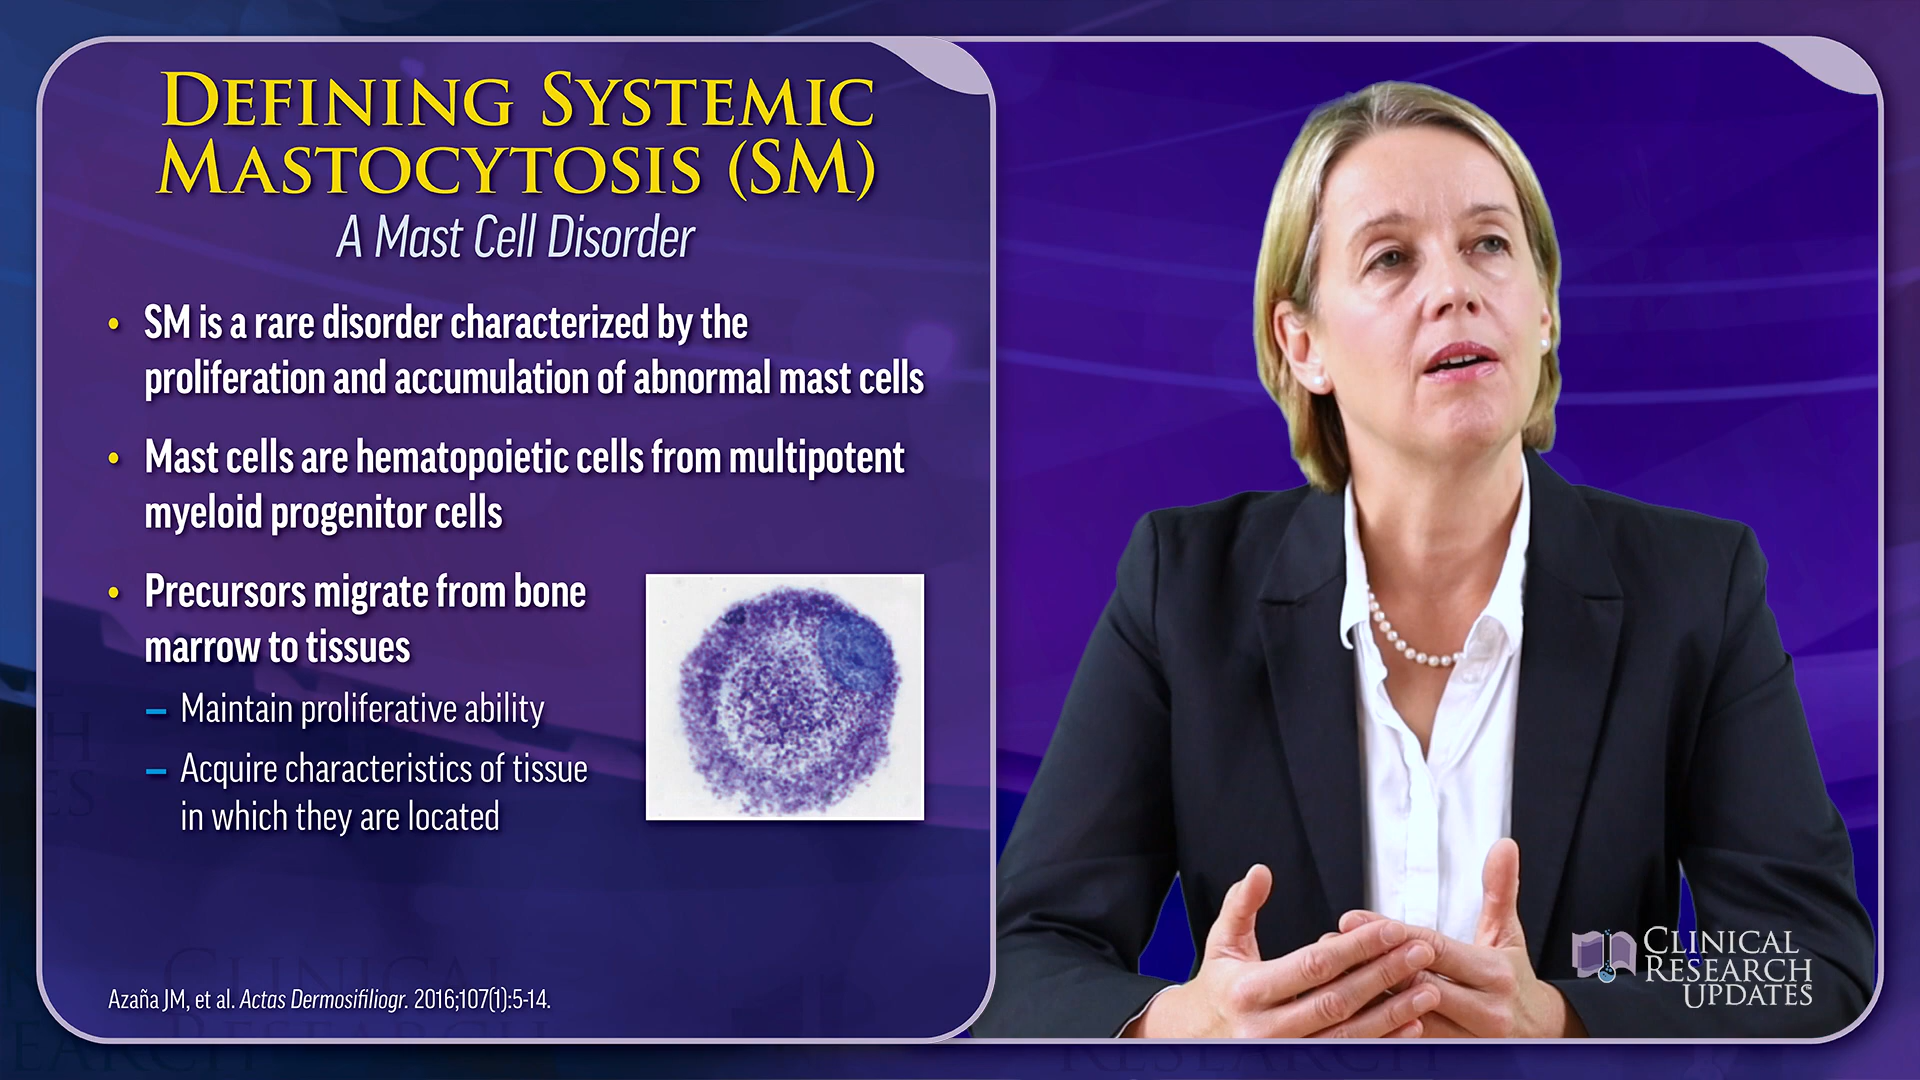 DEFINING SYSTEMIC
MASTOCYTOSIS (SM)
A Mast Cell Disorder
• SM is a rare disorder characterized by the
proliferation and accumulation of abnormal mast cells
• Mast cells are hematopoietic cells from multipotent
myeloid progenitor cells
• Precursors migrate from bone
marrow to tissues
– Maintain proliferative ability
– Acquire characteristics of tissue
in which they are located
Azaña JM, et al. Actas Dermosifiliogr. 2016;107(1):5-14.
CLINICAL
RESEARCH
UPDATES